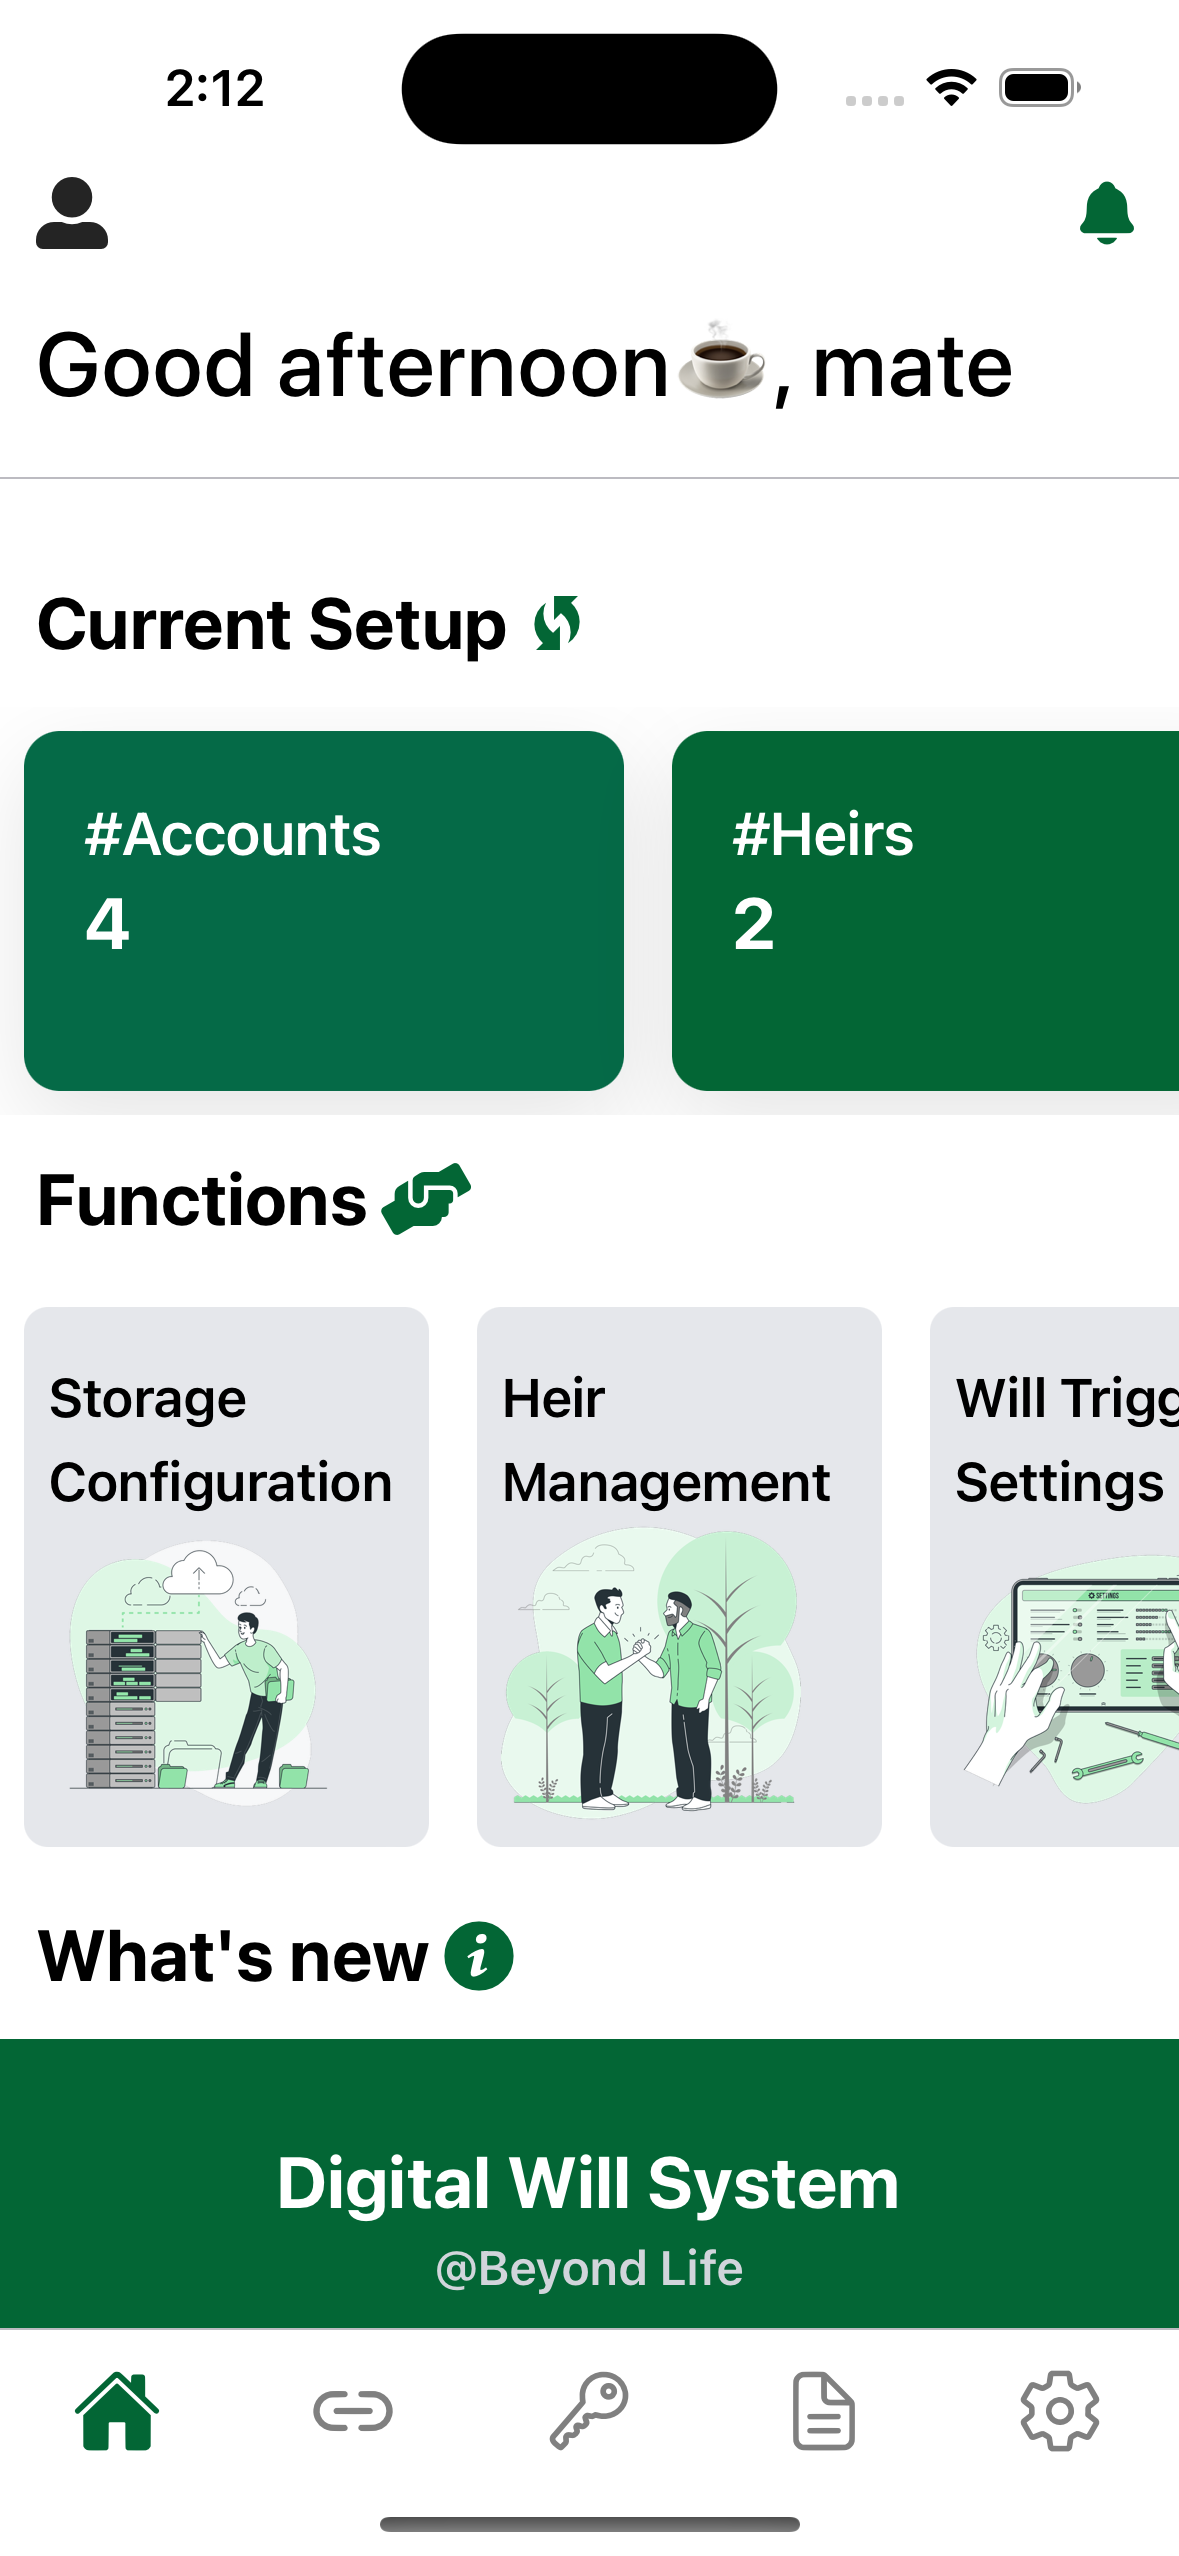 2:12
Good afternoon☕, mate
Current Setup
#Accounts
4
#Heirs
2
Functions
Storage
Configuration
Heir
Management
Will Trigg
Settings
SETTINGS
What's new
Digital Will System
@Beyond Life